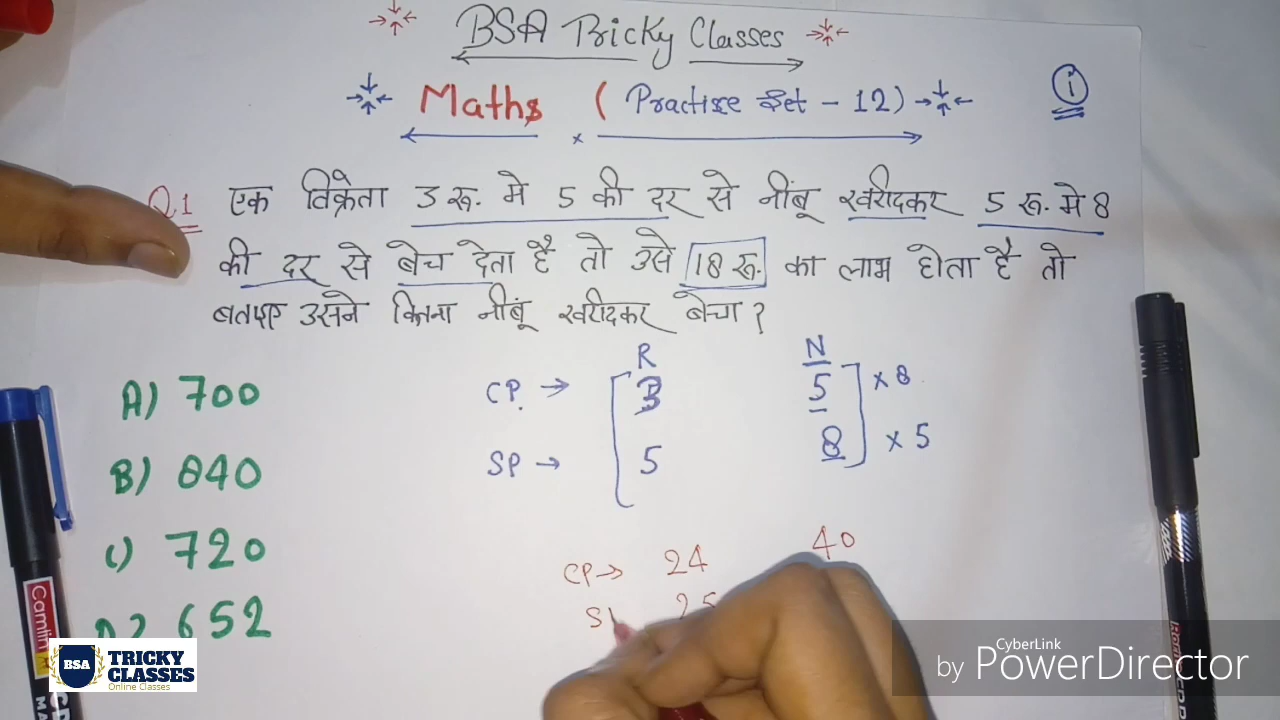 BSA Tricky Classes
Maths ( Practise Set - 12)
i
Q.1 एक विक्रेता 3 रू. मे 5 की दर से नींबू खरीदकर 5 रू. मे 8
की दर से बेच देता है तो उसे 18 रू. का लाभ होता है तो
बताए उसने कितना नींबूं खरीदकर बेचा ?
R N
CP. → 3 5 × 8
SP → 5 8 × 5
A) 700
B) 840
C) 720
D) 652
CP → 24 40
S 25
Camlin
BSA TRICKY CLASSES
Online Classes
by CyberLink PowerDirector